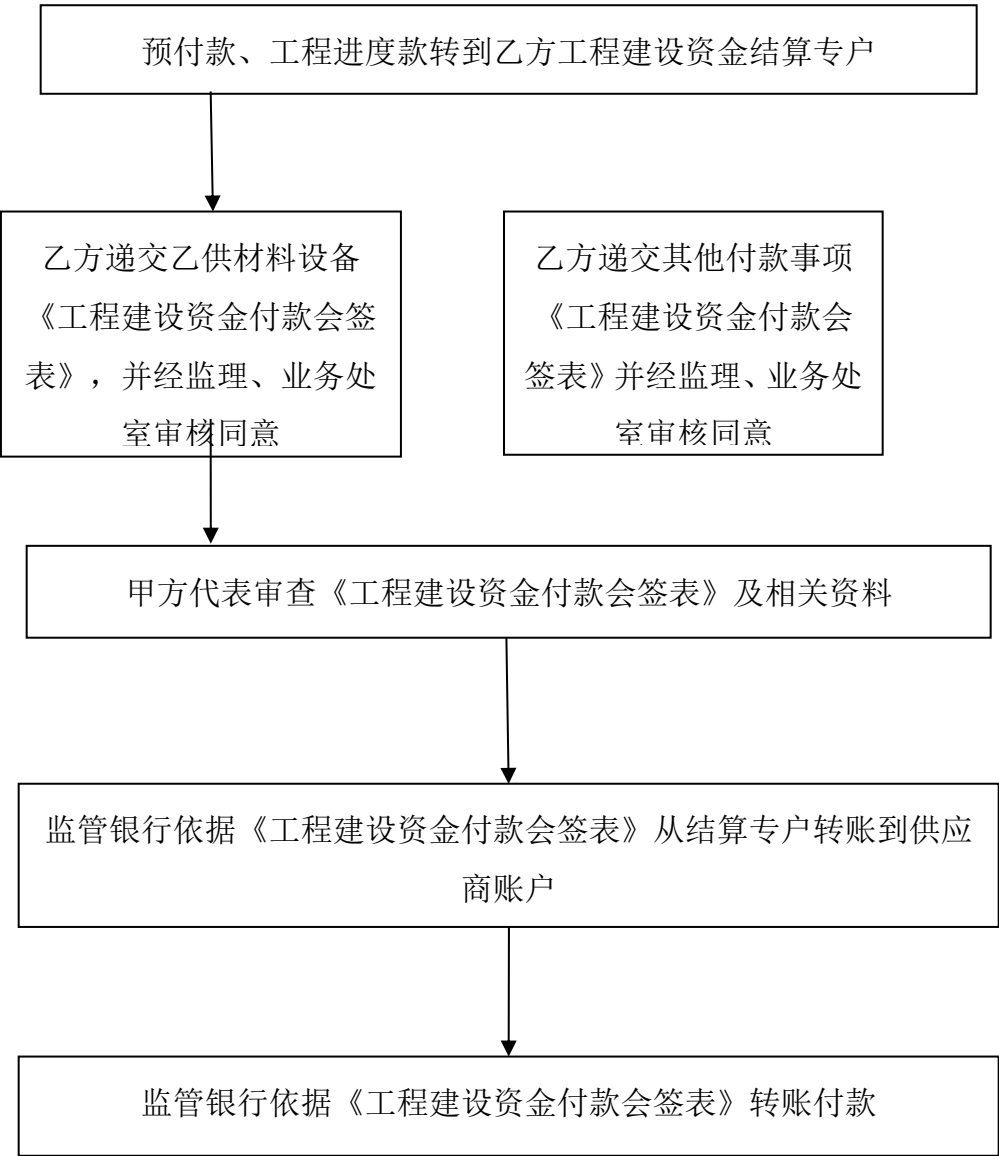 预付款、工程进度款转到乙方工程建设资金结算专户
乙方递交乙供材料设备
《工程建设资金付款会签
表》，并经监理、业务处
室审核同意
乙方递交其他付款事项
《工程建设资金付款会
签表》并经监理、业务处
室审核同意
甲方代表审查《工程建设资金付款会签表》及相关资料
监管银行依据《工程建设资金付款会签表》从结算专户转账到供应
商账户
监管银行依据《工程建设资金付款会签表》转账付款